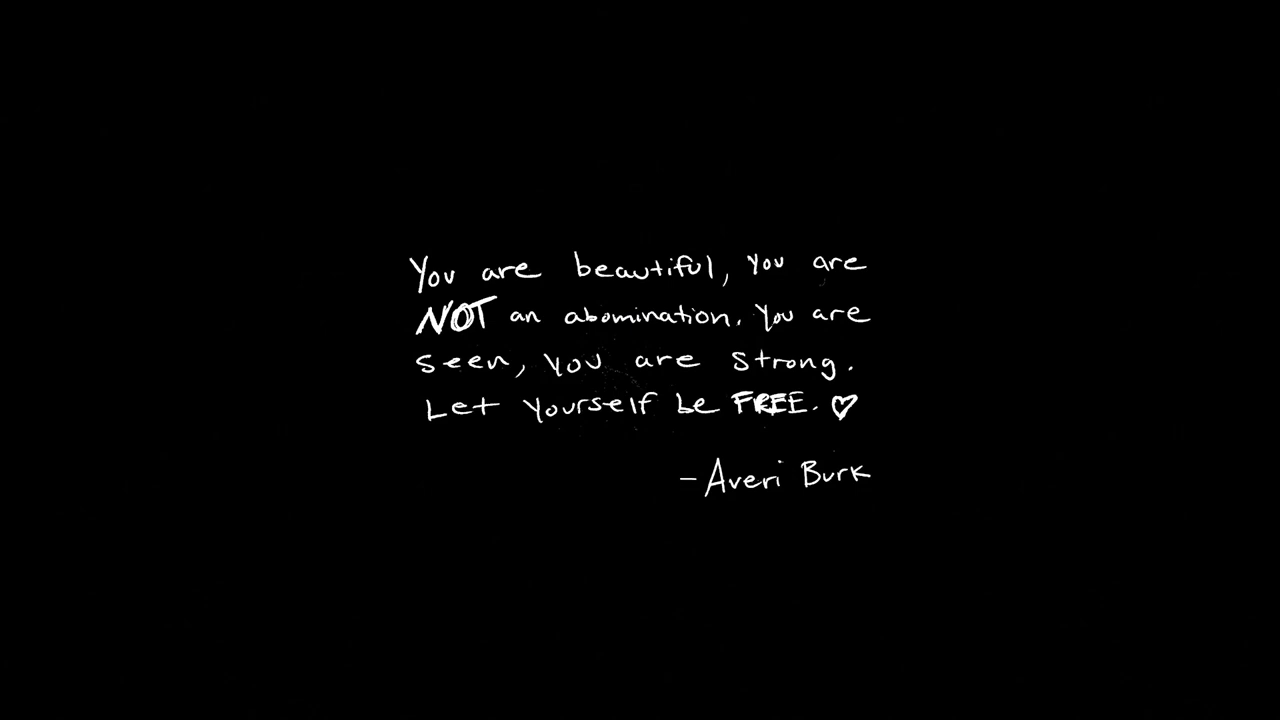 You are beautiful, you are
NOT an abomination. You are
seen, you are strong.
Let yourself be FREE. ♡
- Averi Burk